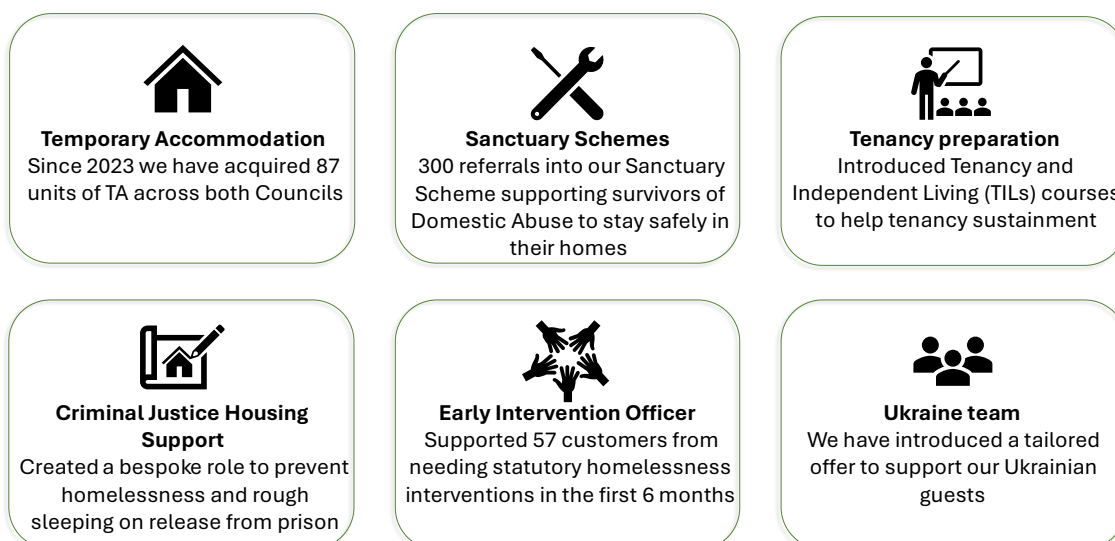 Temporary Accommodation
Since 2023 we have acquired 87
units of TA across both Councils
Sanctuary Schemes
300 referrals into our Sanctuary
Scheme supporting survivors of
Domestic Abuse to stay safely in
their homes
Tenancy preparation
Introduced Tenancy and
Independent Living (TILs) courses
to help tenancy sustainment
Criminal Justice Housing
Support
Created a bespoke role to prevent
homelessness and rough
sleeping on release from prison
Early Intervention Officer
Supported 57 customers from
needing statutory homelessness
interventions in the first 6 months
Ukraine team
We have introduced a tailored
offer to support our Ukrainian
guests